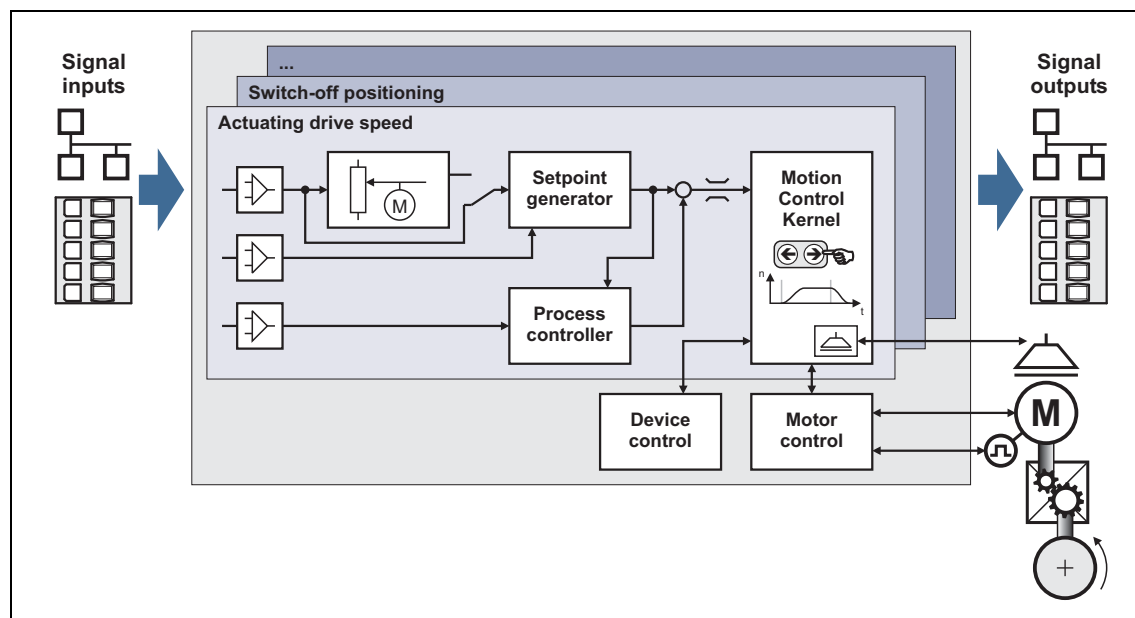 Signal
inputs
...
Switch-off positioning
Actuating drive speed
M
Setpoint
generator
Process
controller
Motion
Control
Kernel
n
t
Device
control
Motor
control
Signal
outputs
M